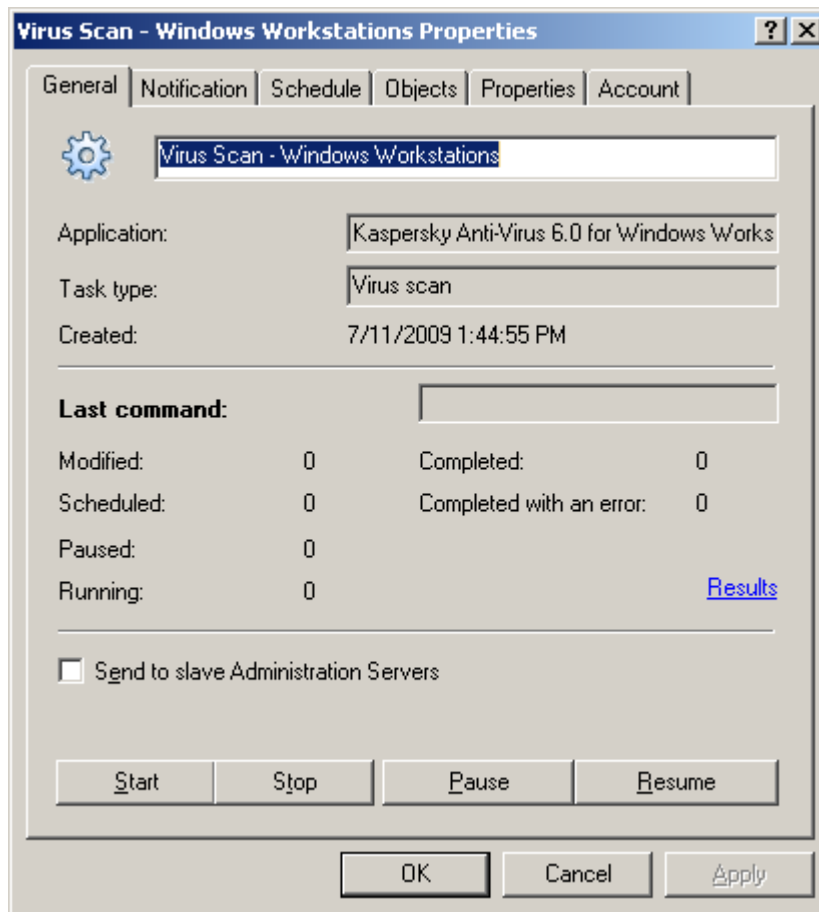 Virus Scan - Windows Workstations Properties
General Notification Schedule Objects Properties Account
Virus Scan - Windows Workstations
Application: Kaspersky Anti-Virus 6.0 for Windows Works
Task type: Virus scan
Created: 7/11/2009 1:44:55 PM
Last command:
Modified: 0 Completed: 0
Scheduled: 0 Completed with an error: 0
Paused: 0
Running: 0 Results
Send to slave Administration Servers
Start Stop Pause Resume
OK Cancel Apply